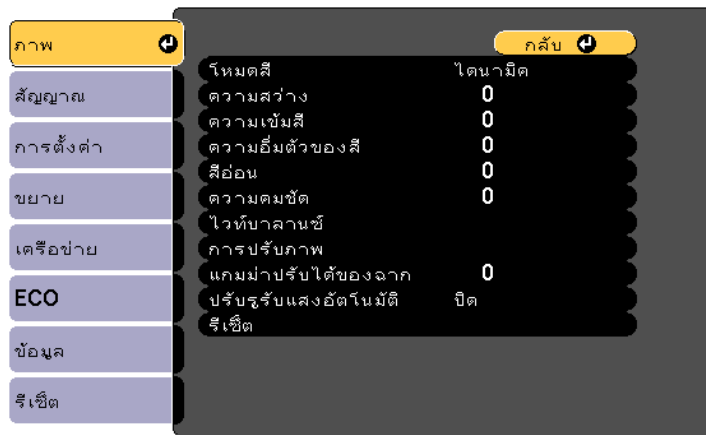 ภาพ
สัญญาณ
การตั้งค่า
ขยาย
เครือข่าย
ECO
ข้อมูล
รีเซ็ต
กลับ
โหมดสี ไดนามิค
ความสว่าง 0
ความเข้มสี 0
ความอิ่มตัวของสี 0
สีอ่อน 0
ความคมชัด 0
ไวท์บาลานซ์
การปรับภาพ
แกมม่าปรับได้ของฉาก 0
ปรับรูรับแสงอัตโนมัติ ปิด
รีเซ็ต